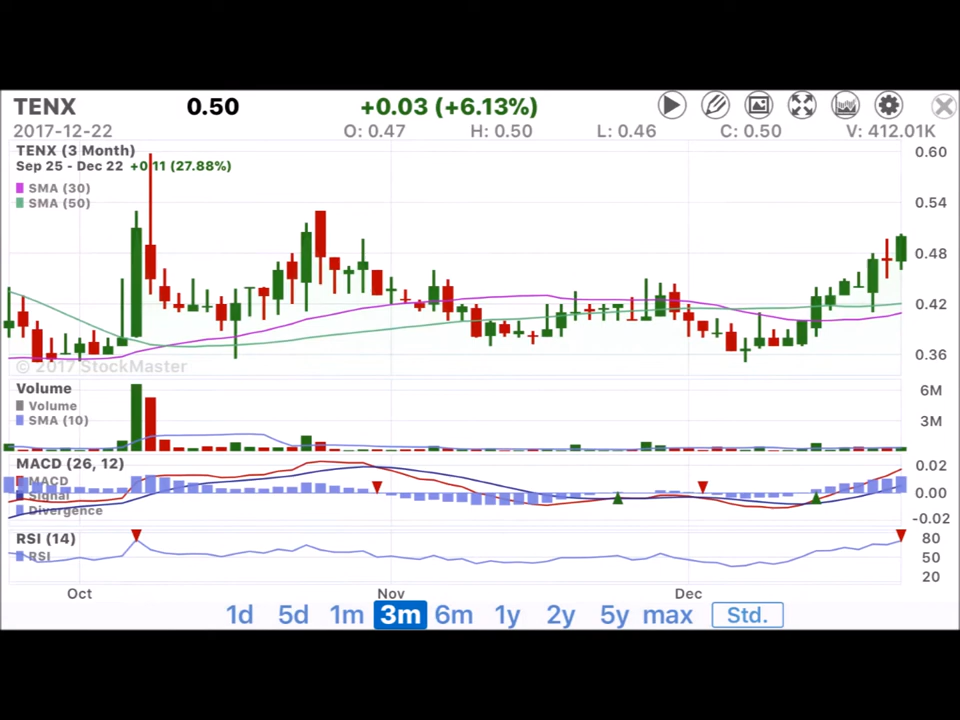 TENX 0.50 +0.03 (+6.13%)
2017-12-22 O: 0.47 H: 0.50 L: 0.46 C: 0.50 V: 412.01K
TENX (3 Month)
Sep 25 - Dec 22 +0.11 (27.88%)
SMA (30)
SMA (50)
0.60
0.54
0.48
0.42
0.36
© 2017 StockMaster
Volume
Volume
SMA (10)
6M
3M
MACD (26, 12)
MACD
Signal
Divergence
0.02
0.00
-0.02
RSI (14)
RSI
80
50
20
Oct Nov Dec
1d 5d 1m 3m 6m 1y 2y 5y max Std.